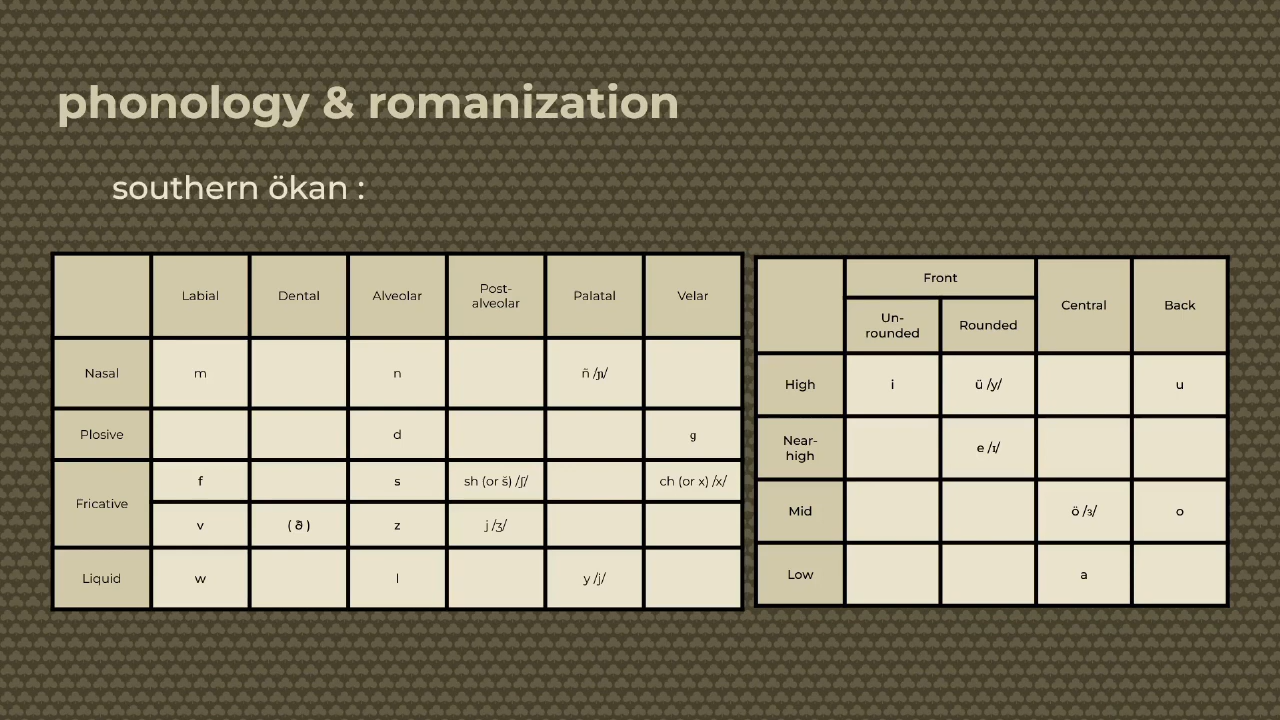 phonology & romanization
southern ökan :
Labial Dental Alveolar Post-alveolar Palatal Velar
Nasal m n ñ /ɲ/
Plosive d g
Fricative f s sh (or š) /ʃ/ ch (or x) /x/
v ( ð ) z j /ʒ/
Liquid w l y /j/
Front Central Back
Un-rounded Rounded
High i ü /y/ u
Near-high e /ɪ/
Mid ö /ɜ/ o
Low a